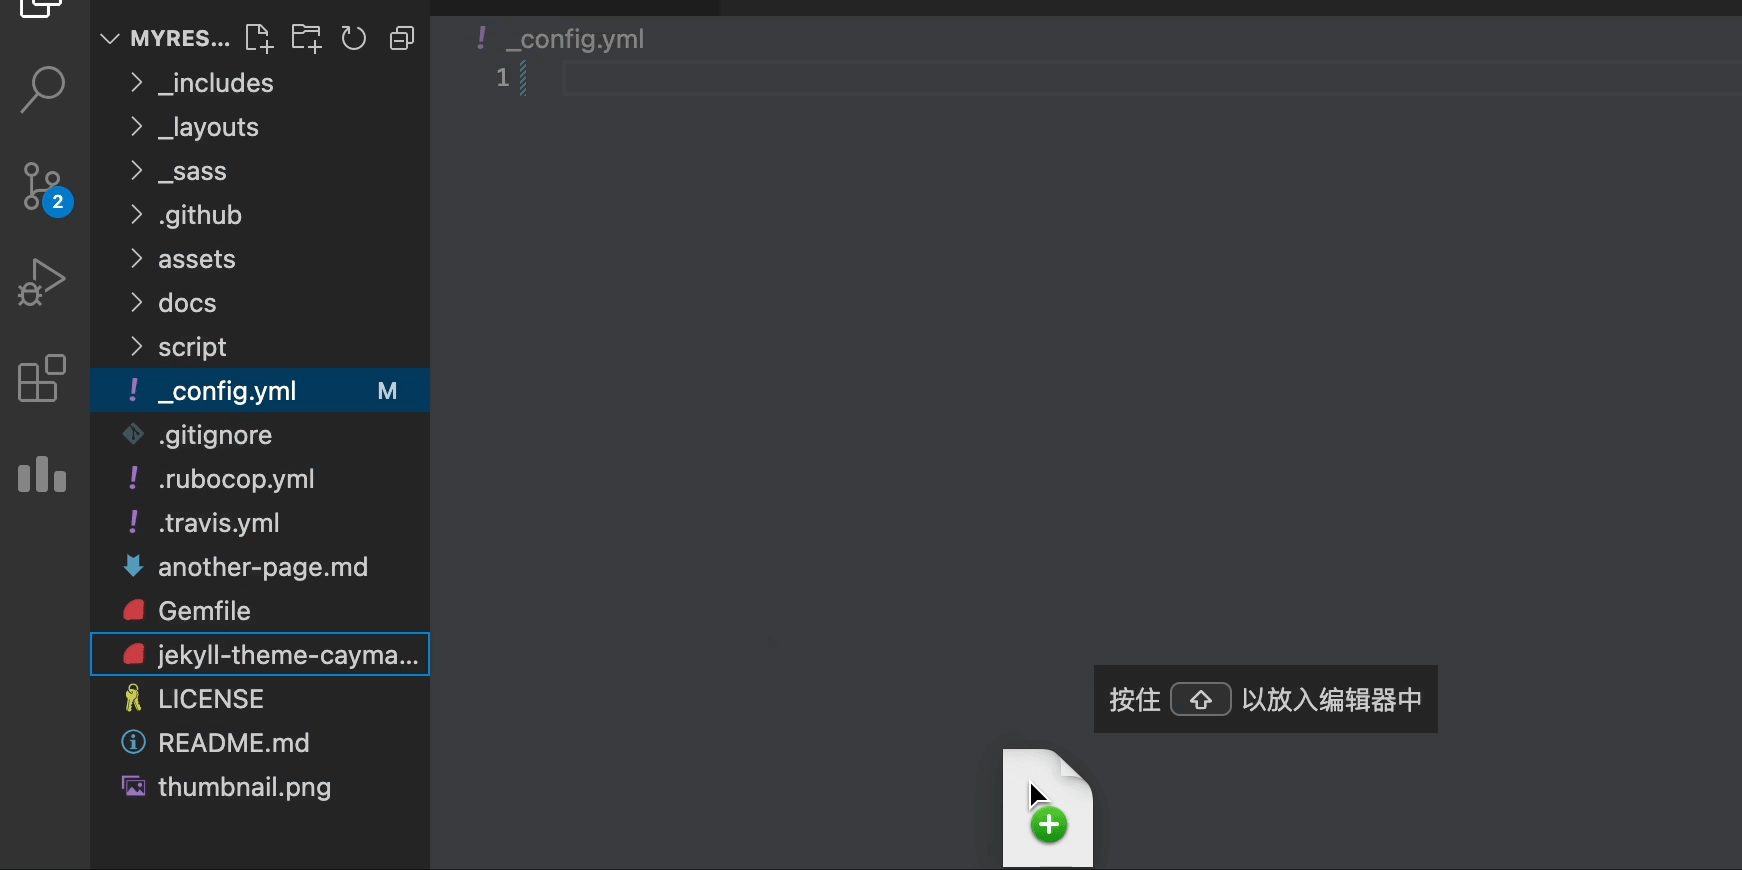 MYRES...
_includes
_layouts
_sass
.github
assets
docs
script
_config.yml M
.gitignore
.rubocop.yml
.travis.yml
another-page.md
Gemfile
jekyll-theme-cayma...
LICENSE
README.md
thumbnail.png
2
_config.yml
1
按住 以放入编辑器中